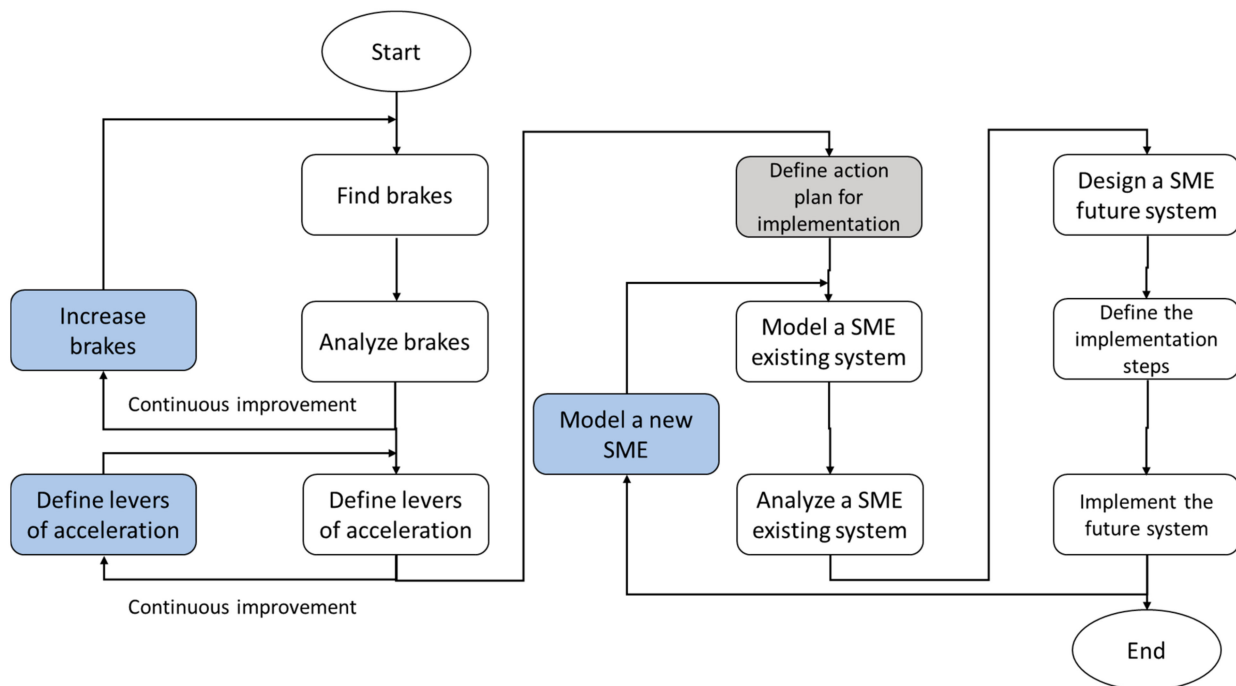 Start
Find brakes
Increase
brakes
Analyze brakes
Continuous improvement
Define levers
of acceleration
Define levers
of acceleration
Continuous improvement
Define action
plan for
implementation
Model a SME
existing system
Model a new
SME
Analyze a SME
existing system
Design a SME
future system
Define the
implementation
steps
Implement the
future system
End